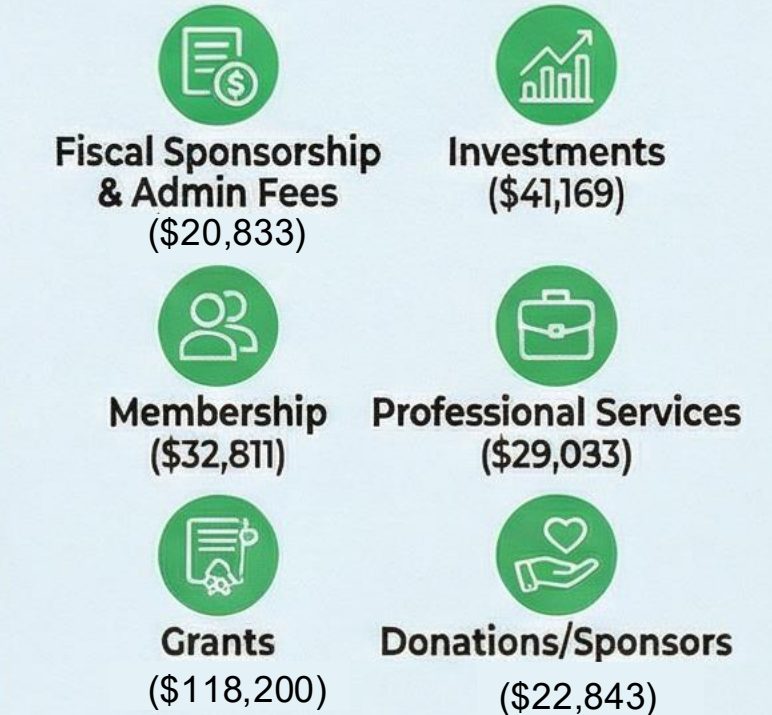 Fiscal Sponsorship
& Admin Fees
($20,833)
Investments
($41,169)
Membership
($32,811)
Professional Services
($29,033)
Grants
($118,200)
Donations/Sponsors
($22,843)